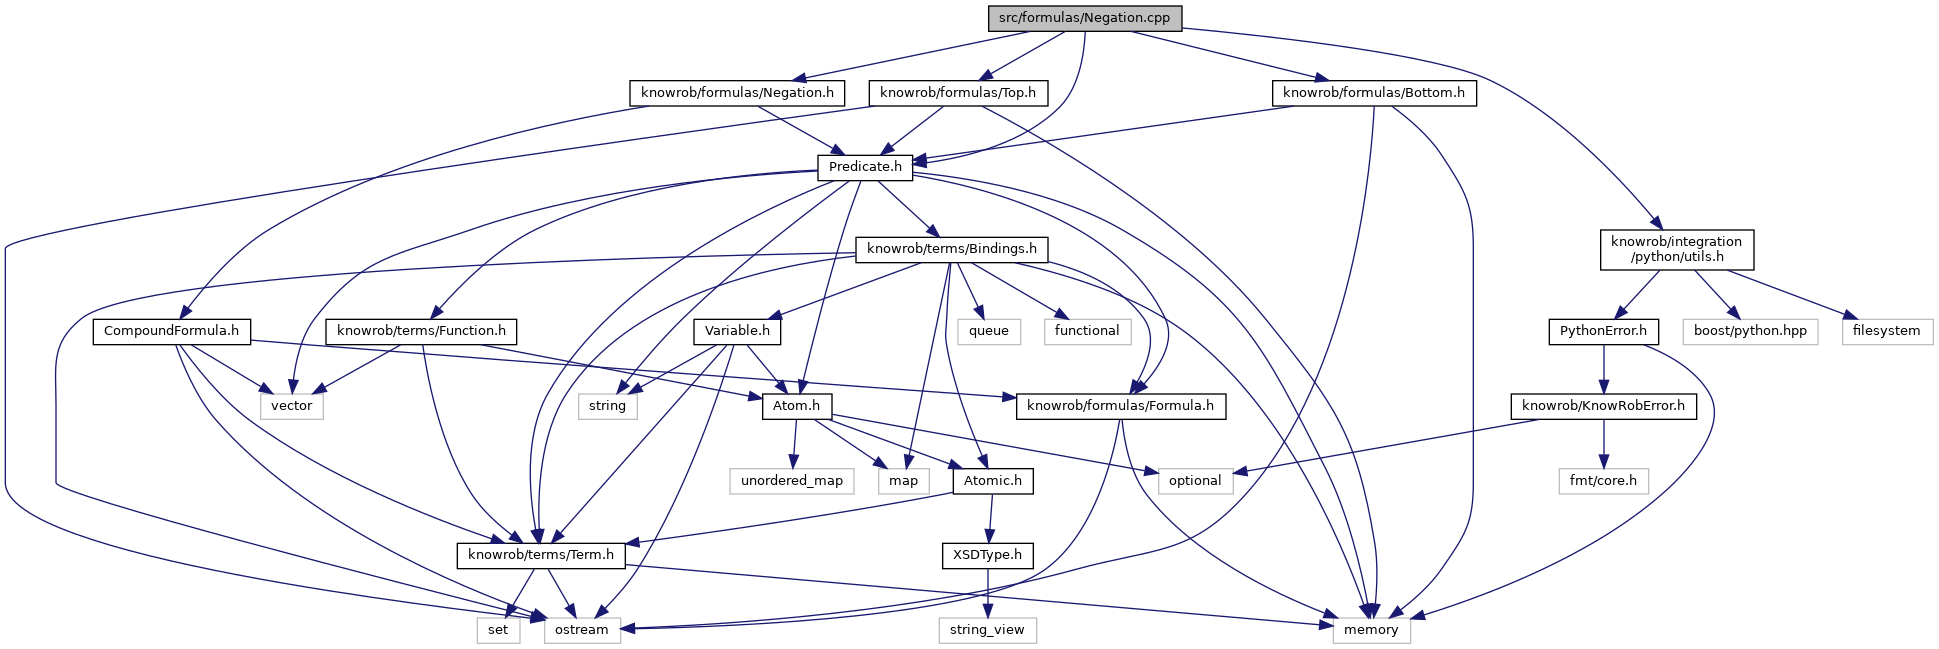 src/formulas/Negation.cpp
knowrob/formulas/Negation.h
knowrob/formulas/Top.h
knowrob/formulas/Bottom.h
Predicate.h
knowrob/terms/Bindings.h
knowrob/integration
/python/utils.h
CompoundFormula.h
knowrob/terms/Function.h
Variable.h
queue
functional
PythonError.h
boost/python.hpp
filesystem
vector
string
Atom.h
knowrob/formulas/Formula.h
knowrob/KnowRobError.h
unordered_map
map
Atomic.h
optional
fmt/core.h
knowrob/terms/Term.h
XSDType.h
set
ostream
string_view
memory